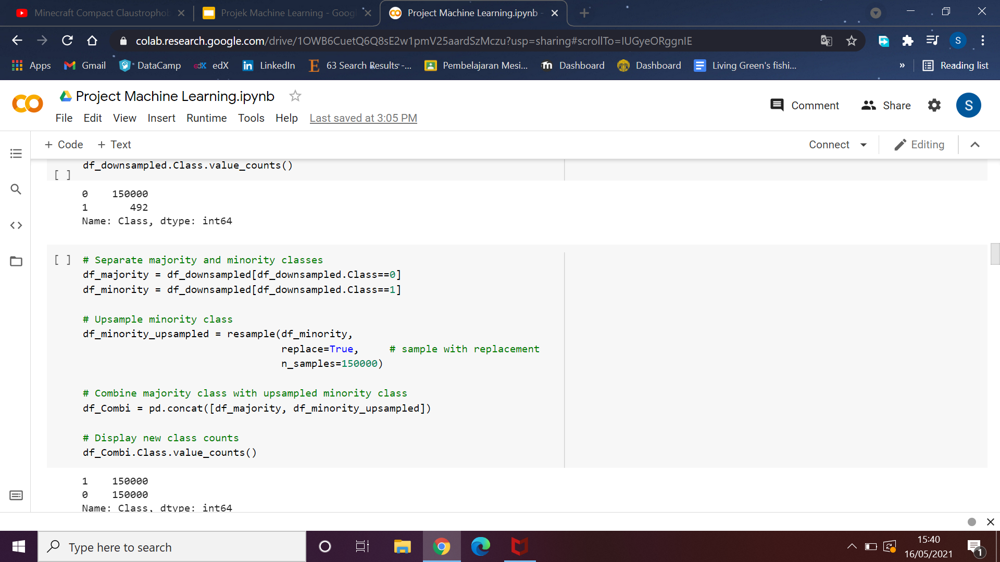 Minecraft Compact Claustrophob
Projek Machine Learning - Googl
Project Machine Learning.ipynb -
colab.research.google.com/drive/1OWB6CuetQ6Q8sE2w1pmV25aardSzMczu?usp=sharing#scrollTo=IUGyeORggnIE
S
Apps
Gmail
DataCamp
edX
LinkedIn
63 Search Results -...
Pembelajaran Mesi...
Dashboard
Dashboard
Living Green's fishi...
»
Reading list
Project Machine Learning.ipynb
Comment
Share
S
File Edit View Insert Runtime Tools Help Last saved at 3:05 PM
+ Code + Text
Connect
Editing
df_downsampled.Class.value_counts()
[ ]
0 150000
1 492
Name: Class, dtype: int64
[ ] # Separate majority and minority classes
df_majority = df_downsampled[df_downsampled.Class==0]
df_minority = df_downsampled[df_downsampled.Class==1]
# Upsample minority class
df_minority_upsampled = resample(df_minority,
replace=True, # sample with replacement
n_samples=150000)
# Combine majority class with upsampled minority class
df_Combi = pd.concat([df_majority, df_minority_upsampled])
# Display new class counts
df_Combi.Class.value_counts()
1 150000
0 150000
Name: Class, dtype: int64
Type here to search
15:40
16/05/2021
1